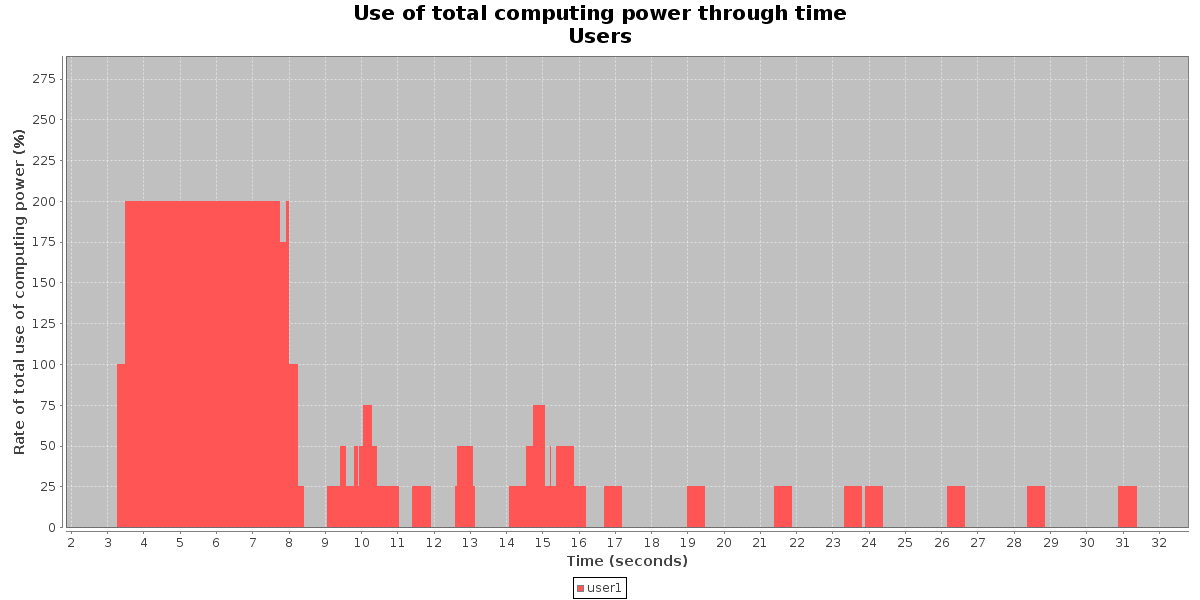 Use of total computing power through time
Users
Rate of total use of computing power (%)
275
250
225
200
175
150
125
100
75
50
25
0
2 3 4 5 6 7 8 9 10 11 12 13 14 15 16 17 18 19 20 21 22 23 24 25 26 27 28 29 30 31 32
Time (seconds)
user1